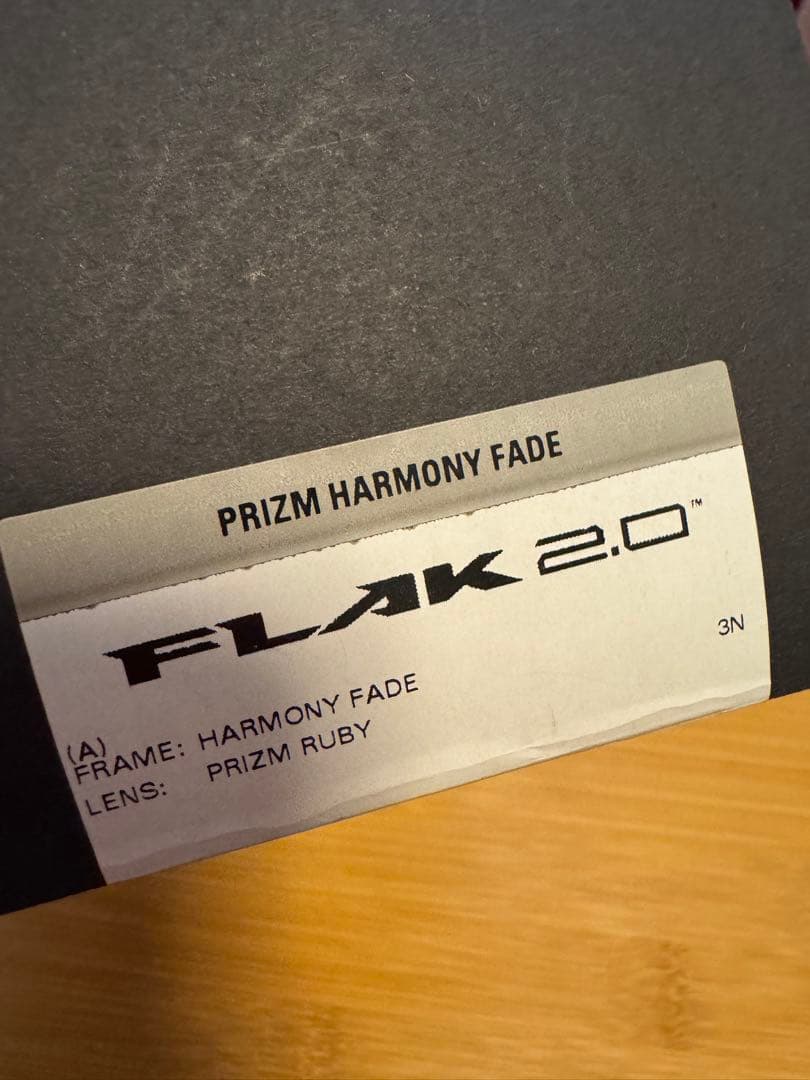 PRIZM HARMONY FADE
FLAK 2.0™
3N
(A)
FRAME: HARMONY FADE
LENS: PRIZM RUBY